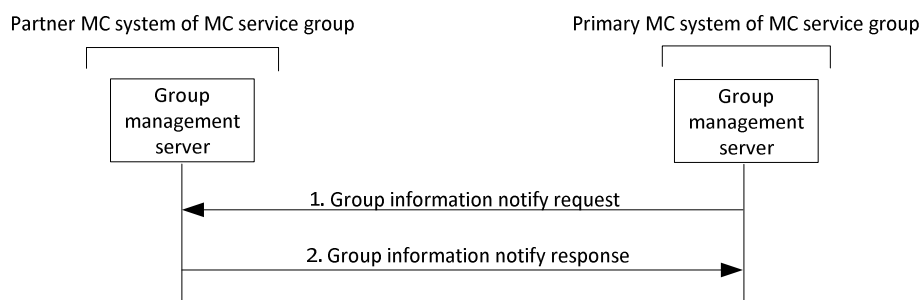 Partner MC system of MC service group
Primary MC system of MC service group
Group
management
server
Group
management
server
1. Group information notify request
2. Group information notify response